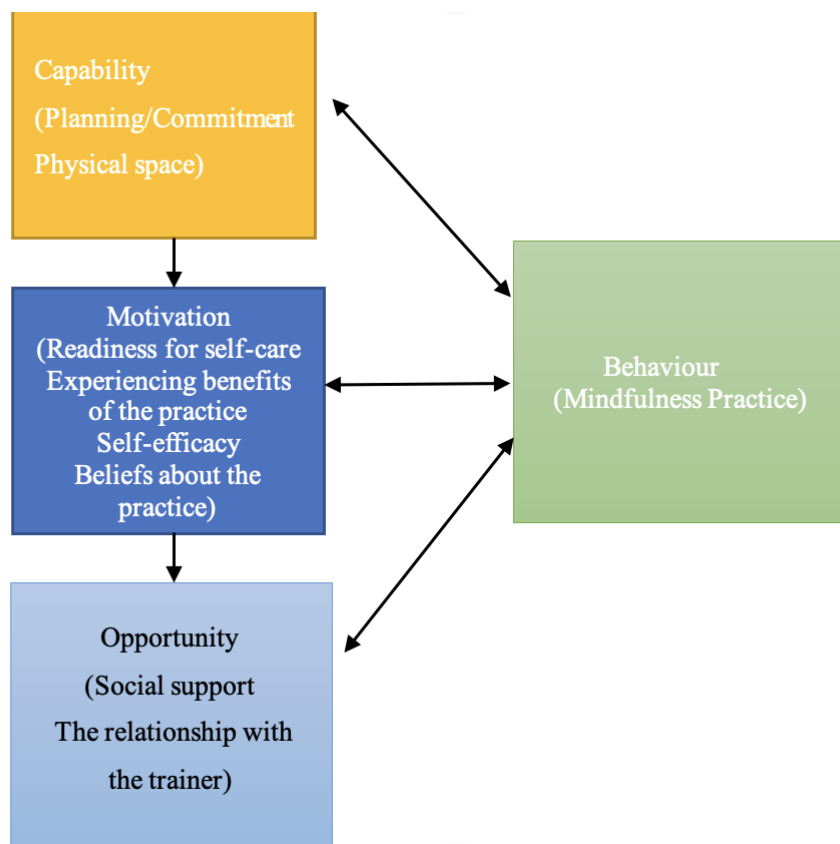 Capability
(Planning/Commitment
Physical space)
Motivation
(Readiness for self-care
Experiencing benefits
of the practice
Self-efficacy
Beliefs about the
practice)
Behaviour
(Mindfulness Practice)
Opportunity
(Social support
The relationship with
the trainer)